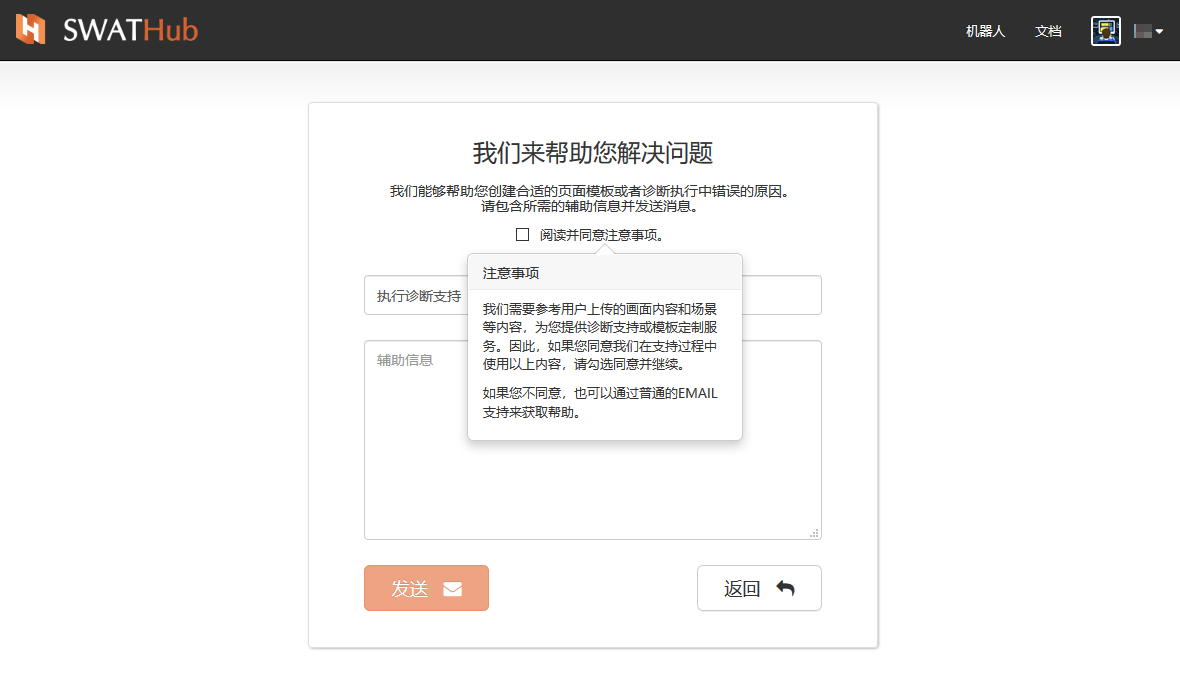 SWATHub
机器人
文档
我们来帮助您解决问题
我们能够帮助您创建合适的页面模板或者诊断执行中错误的原因。
请包含所需的辅助信息并发送消息。
阅读并同意注意事项。
注意事项
执行诊断支持
我们需要参考用户上传的画面内容和场景
等内容，为您提供诊断支持或模板定制服
务。因此，如果您同意我们在支持过程中
使用以上内容，请勾选同意并继续。
如果您不同意，也可以通过普通的EMAIL
支持来获取帮助。
辅助信息
发送
返回